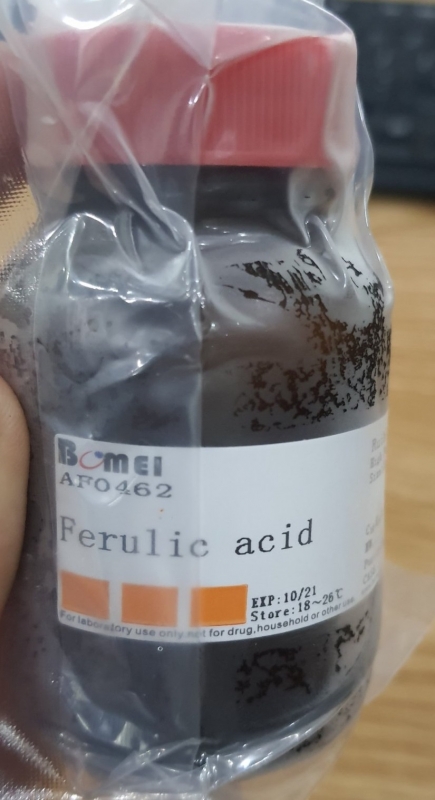 BOMEI
AF0462
Ferulic acid
EXP:10/21
Store:18~26℃
For laboratory use only,not for drug,household or other use.